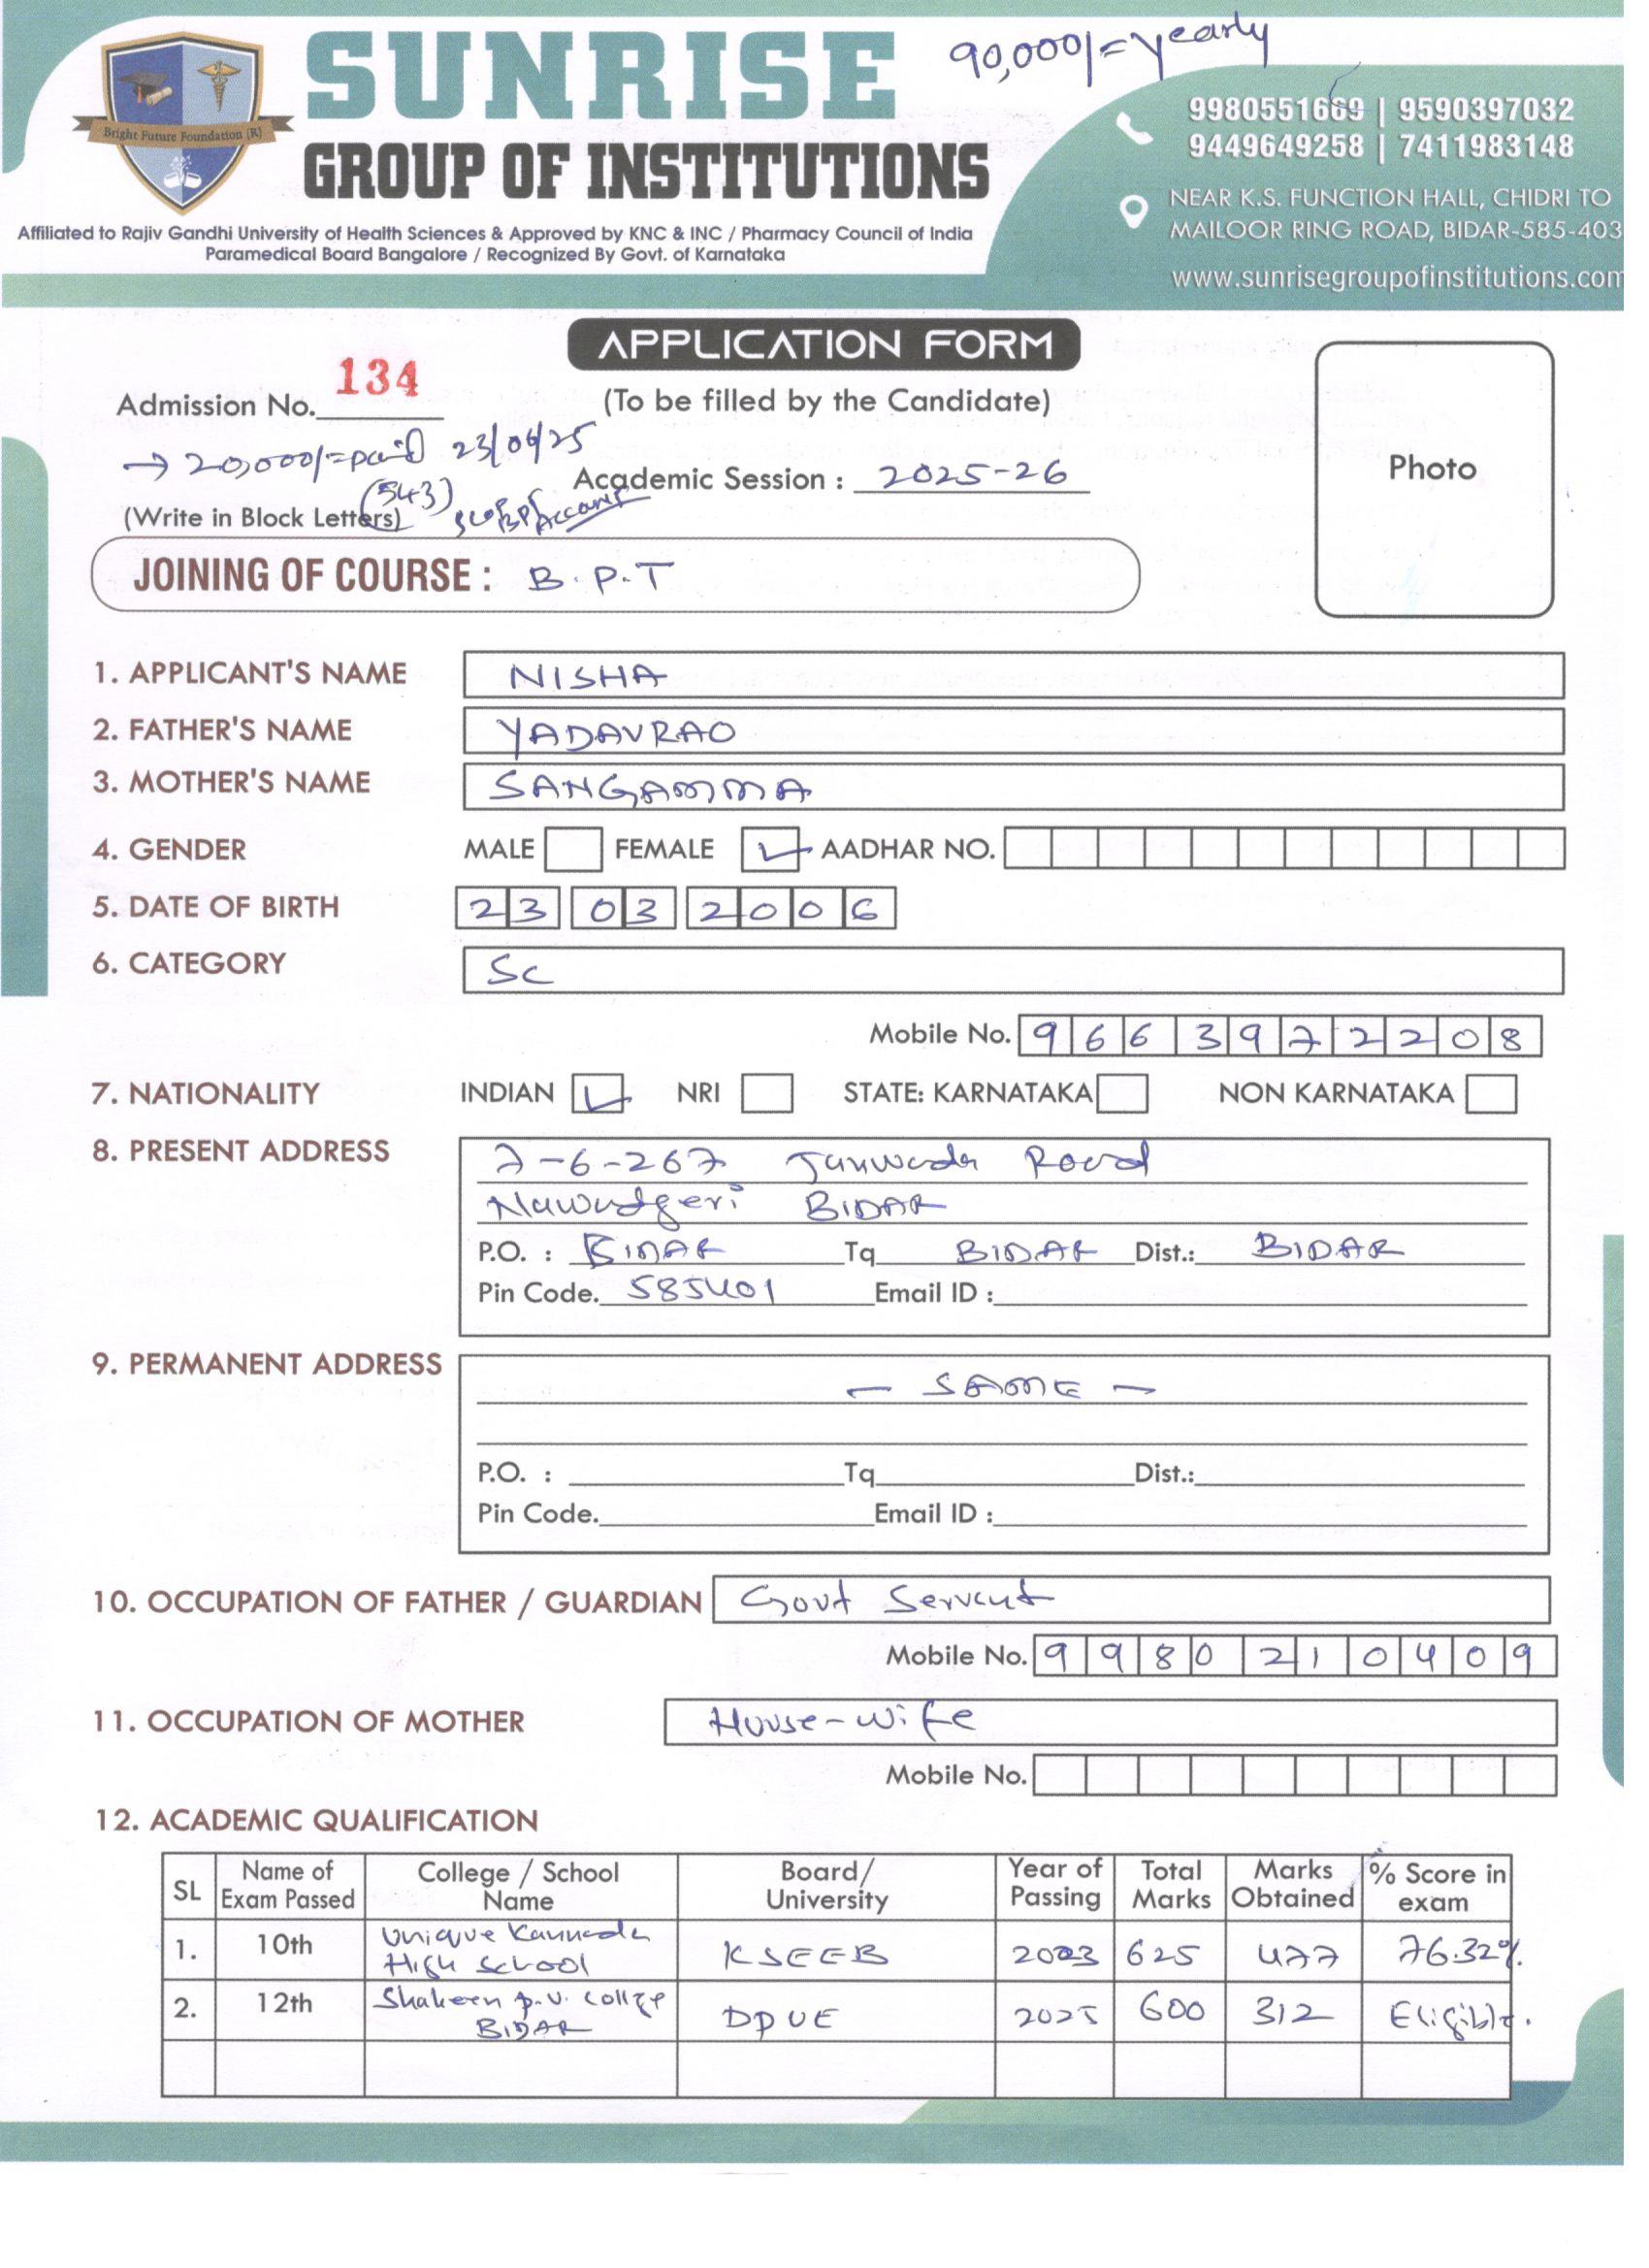 90,000/= yearly
SUNRISE
GROUP OF INSTITUTIONS
Bright Future Foundation (R)
Affiliated to Rajiv Gandhi University of Health Sciences & Approved by KNC & INC / Pharmacy Council of India
Paramedical Board Bangalore / Recognized By Govt. of Karnataka
9980551669 | 9590397032
9449649258 | 7411983148
NEAR K.S. FUNCTION HALL, CHIDRI TO
MAILOOR RING ROAD, BIDAR-585-403
www.sunrisegroupofinstitutions.com
APPLICATION FORM
Admission No. 134
(To be filled by the Candidate)
→ 20,000/= paid 23/04/25
Academic Session : 2025-26
Photo
(543)
(Write in Block Letters) Account
JOINING OF COURSE : B.P.T
1. APPLICANT'S NAME NISHA
2. FATHER'S NAME YADAVRAO
3. MOTHER'S NAME SANGAMMA
4. GENDER MALE FEMALE ✓ AADHAR NO.
5. DATE OF BIRTH 23 03 2006
6. CATEGORY SC
Mobile No. 9663972208
7. NATIONALITY INDIAN ✓ NRI STATE: KARNATAKA NON KARNATAKA
8. PRESENT ADDRESS 7-6-267 Janwada Road
Nawadgeri BIDAR
P.O. : BIDAR Tq BIDAR Dist.: BIDAR
Pin Code. 585401 Email ID :
9. PERMANENT ADDRESS
— SAME —
P.O. : Tq Dist.:
Pin Code. Email ID :
10. OCCUPATION OF FATHER / GUARDIAN Govt Servant
Mobile No. 9980210409
11. OCCUPATION OF MOTHER House-wife
Mobile No.
12. ACADEMIC QUALIFICATION
SL Name of Exam Passed College / School Name Board/ University Year of Passing Total Marks Marks Obtained % Score in exam
1. 10th Unique Kannada High School KSEEB 2023 625 477 76.32%
2. 12th Shaheen p.u. college BIDAR DPUE 2025 600 312 Eligible.